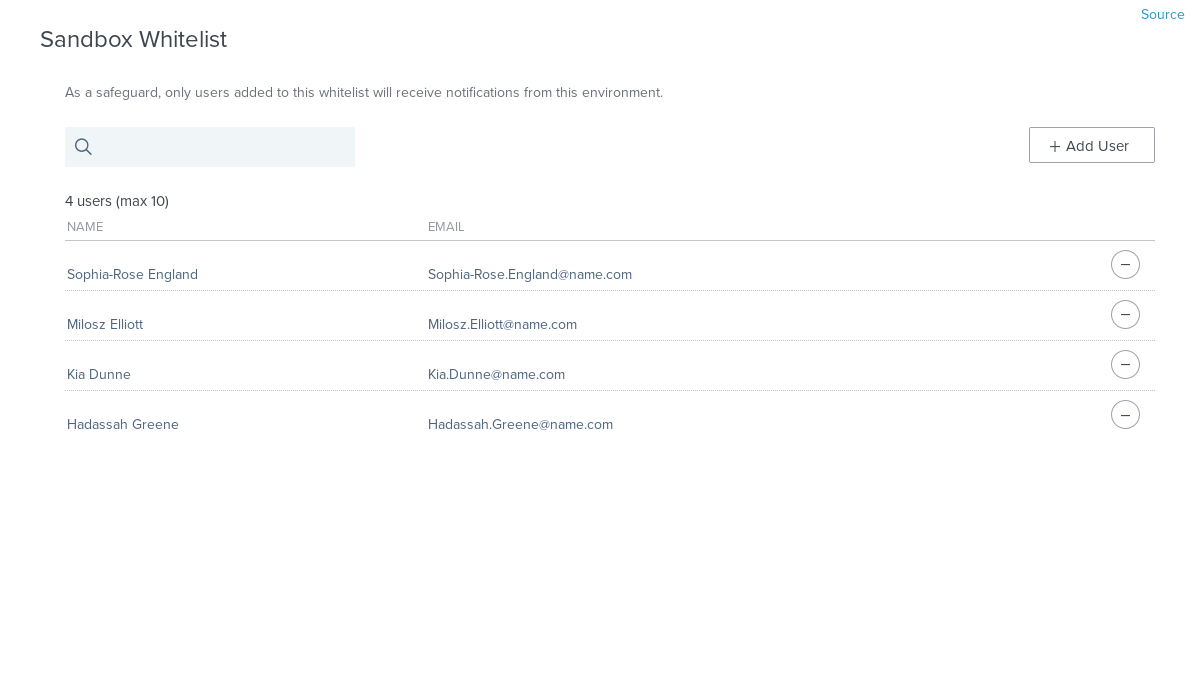 Source
Sandbox Whitelist
As a safeguard, only users added to this whitelist will receive notifications from this environment.
+ Add User
4 users (max 10)
NAME EMAIL
Sophia-Rose England Sophia-Rose.England@name.com
Milosz Elliott Milosz.Elliott@name.com
Kia Dunne Kia.Dunne@name.com
Hadassah Greene Hadassah.Greene@name.com